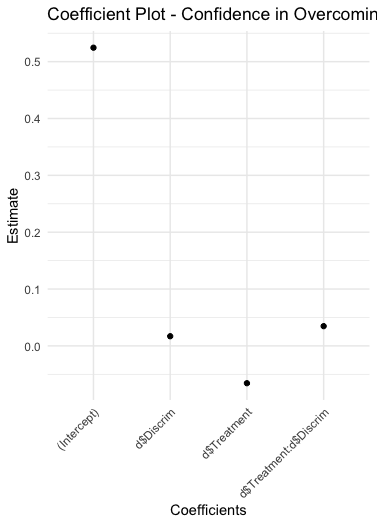 Coefficient Plot - Confidence in Overcomin
Estimate
0.5
0.4
0.3
0.2
0.1
0.0
(Intercept)
d$Discrim
d$Treatment
d$Treatment:d$Discrim
Coefficients